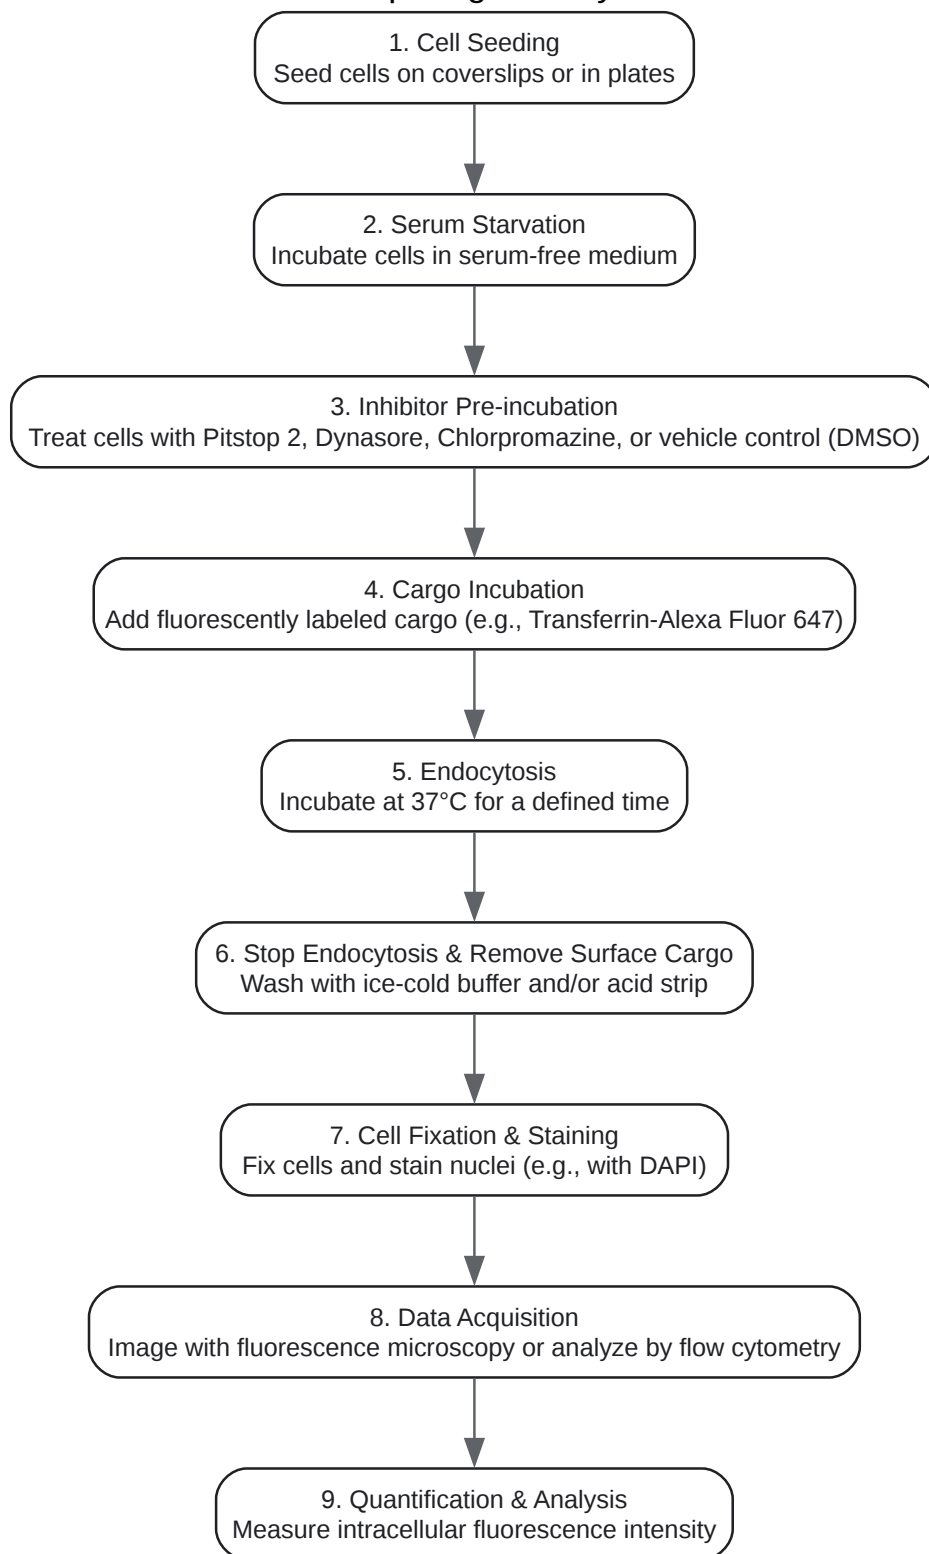 1. Cell Seeding
Seed cells on coverslips or in plates
2. Serum Starvation
Incubate cells in serum-free medium
3. Inhibitor Pre-incubation
Treat cells with Pitstop 2, Dynasore, Chlorpromazine, or vehicle control (DMSO)
4. Cargo Incubation
Add fluorescently labeled cargo (e.g., Transferrin-Alexa Fluor 647)
5. Endocytosis
Incubate at 37°C for a defined time
6. Stop Endocytosis & Remove Surface Cargo
Wash with ice-cold buffer and/or acid strip
7. Cell Fixation & Staining
Fix cells and stain nuclei (e.g., with DAPI)
8. Data Acquisition
Image with fluorescence microscopy or analyze by flow cytometry
9. Quantification & Analysis
Measure intracellular fluorescence intensity